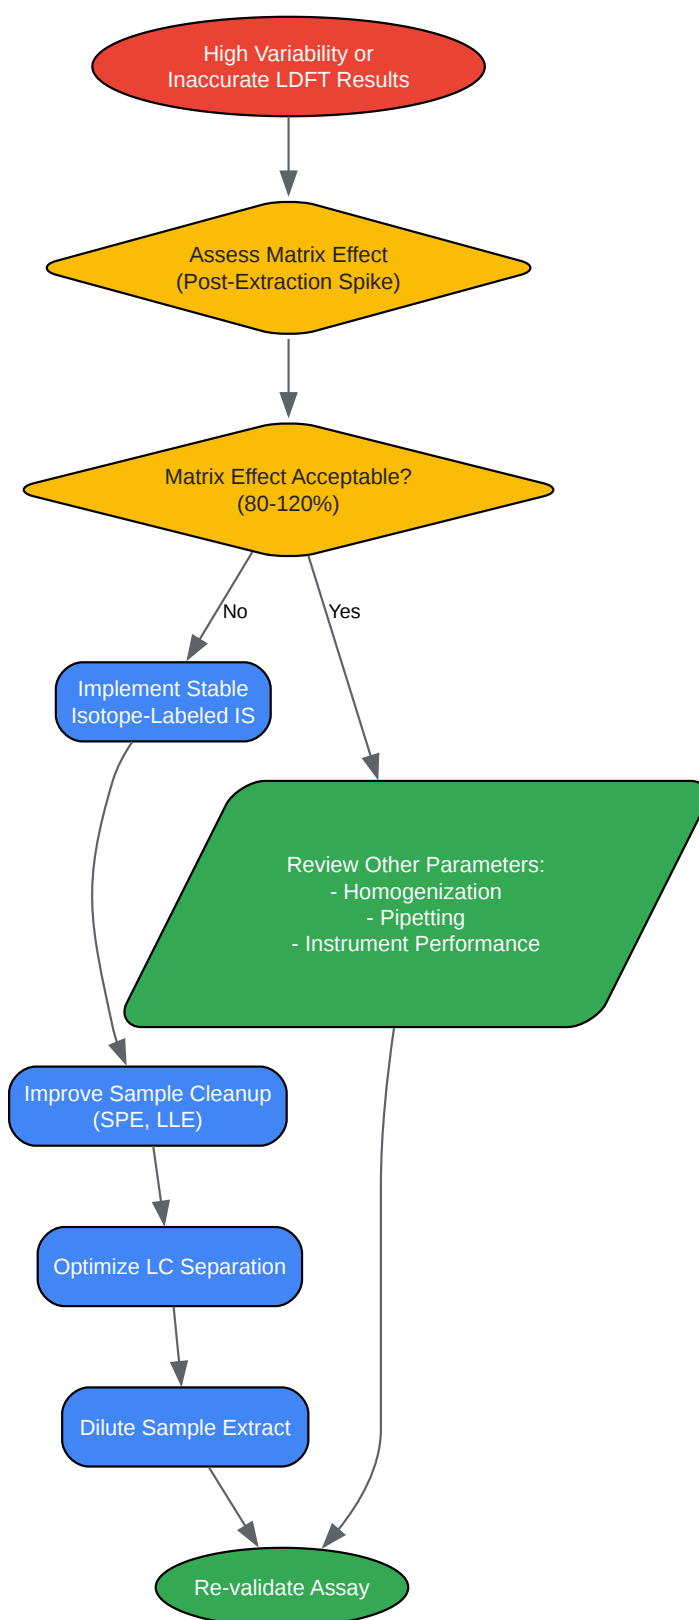 High Variability or
Inaccurate LDFT Results
Assess Matrix Effect
(Post-Extraction Spike)
Matrix Effect Acceptable?
(80-120%)
No
Yes
Implement Stable
Isotope-Labeled IS
Review Other Parameters:
- Homogenization
- Pipetting
- Instrument Performance
Improve Sample Cleanup
(SPE, LLE)
Optimize LC Separation
Dilute Sample Extract
Re-validate Assay